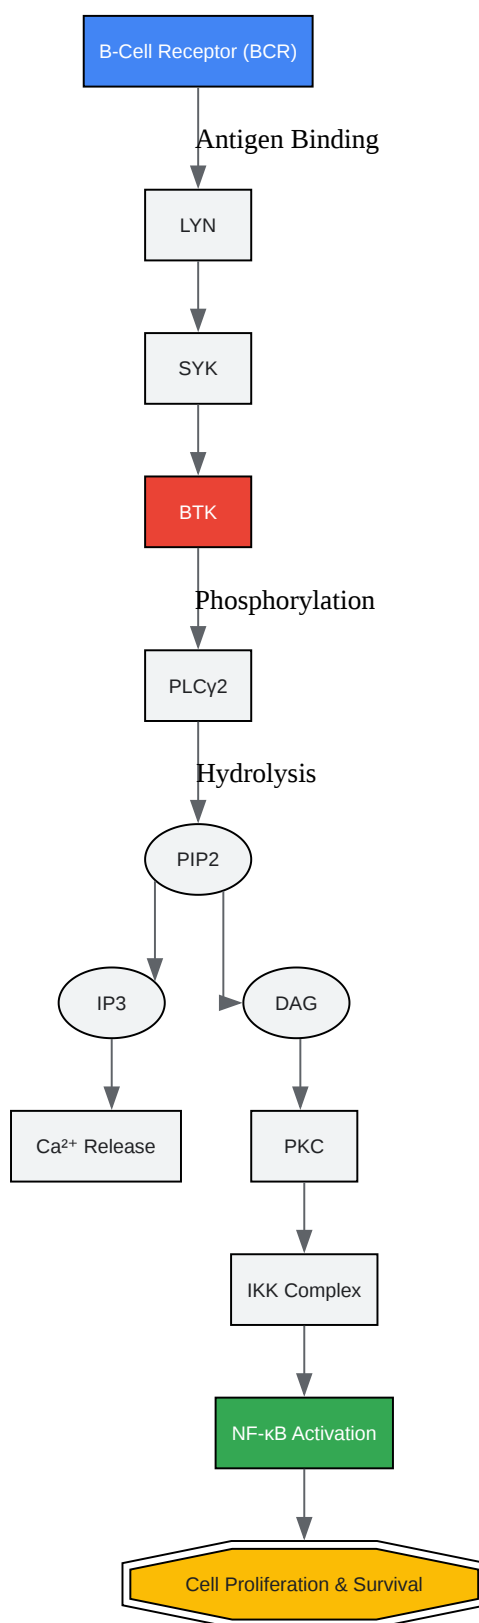 B-Cell Receptor (BCR)
Antigen Binding
LYN
SYK
BTK
Phosphorylation
PLCγ2
Hydrolysis
PIP2
IP3
DAG
Ca²⁺ Release
PKC
IKK Complex
NF-κB Activation
Cell Proliferation & Survival